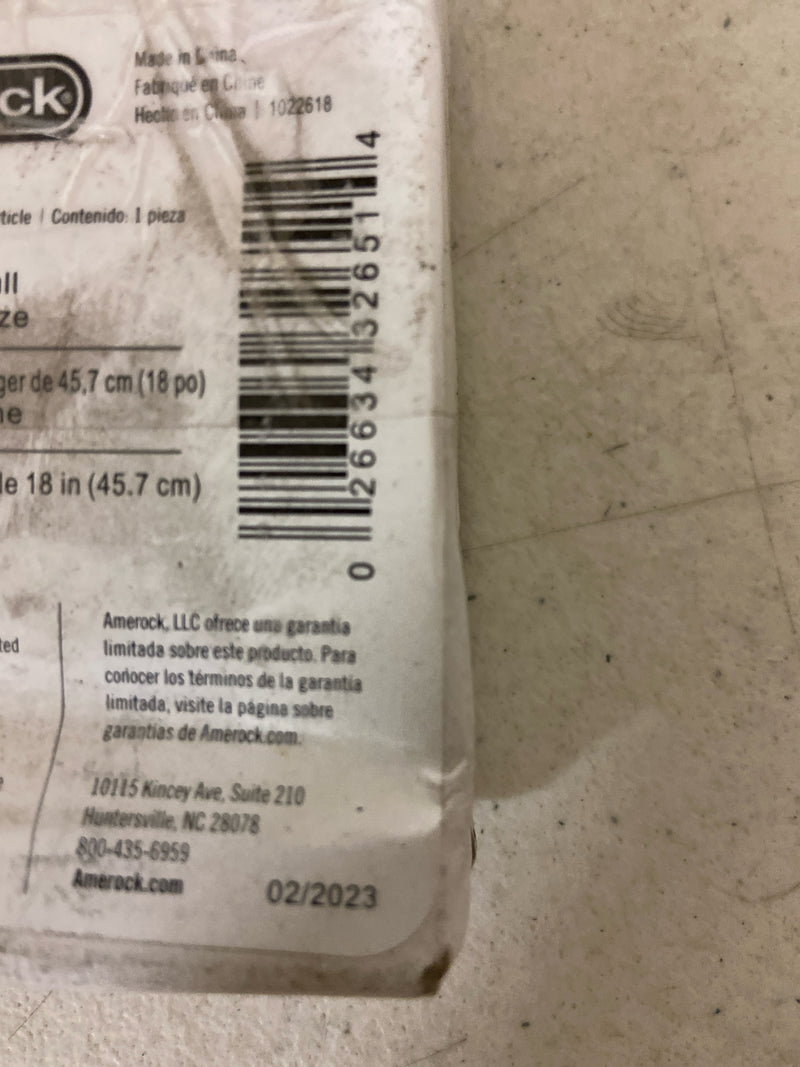 ck
Made in China
Fabriqué en Chine
Hecho en China | 1022618
ticle | Contenido: 1 pieza
ll
ze
ger de 45,7 cm (18 po)
ne
le 18 in (45.7 cm)
0 26634 32651 4
ted
Amerock, LLC ofrece una garantía
limitada sobre este producto. Para
conocer los términos de la garantía
limitada, visite la página sobre
garantías de Amerock.com.
e
10115 Kincey Ave, Suite 210
Huntersville, NC 28078
800-435-6959
Amerock.com
02/2023